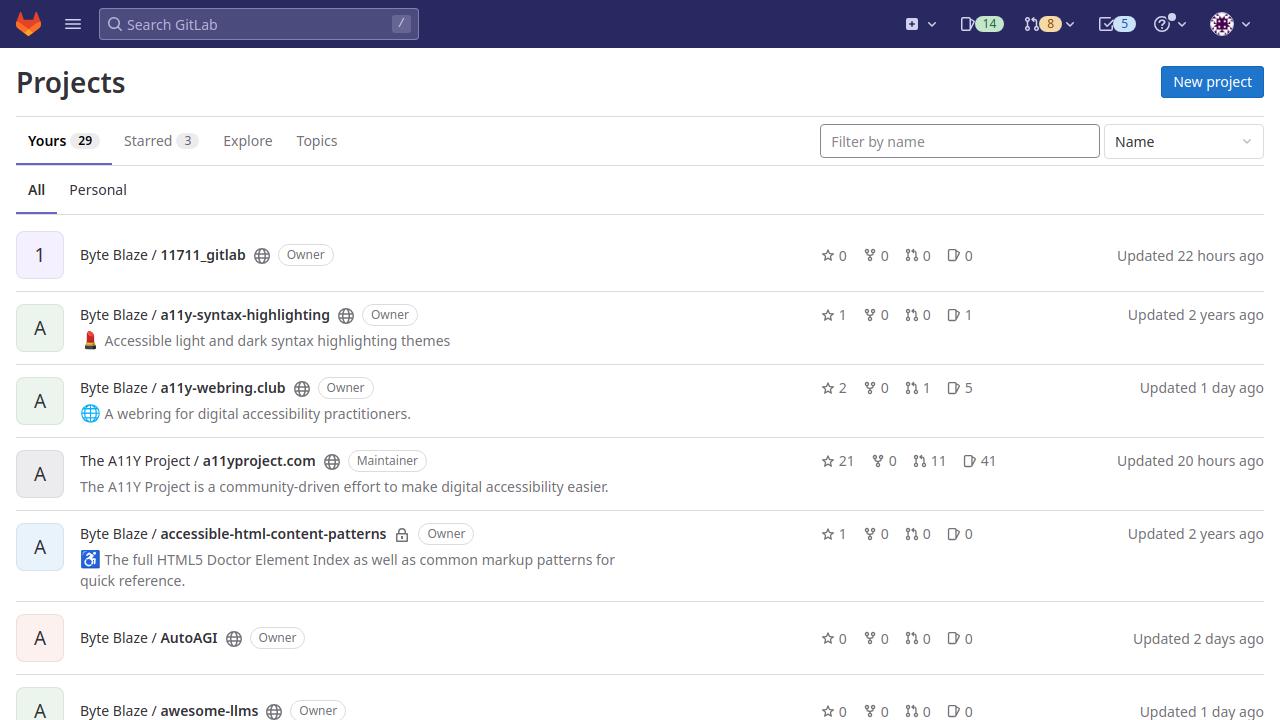 Search GitLab /
14 8 5
Projects
New project
Yours 29 Starred 3 Explore Topics
Filter by name
Name
All Personal
1 Byte Blaze / 11711_gitlab Owner 0 0 0 0 Updated 22 hours ago
A Byte Blaze / a11y-syntax-highlighting Owner 1 0 0 1 Updated 2 years ago
💄 Accessible light and dark syntax highlighting themes
A Byte Blaze / a11y-webring.club Owner 2 0 1 5 Updated 1 day ago
🌐 A webring for digital accessibility practitioners.
A The A11Y Project / a11yproject.com Maintainer 21 0 11 41 Updated 20 hours ago
The A11Y Project is a community-driven effort to make digital accessibility easier.
A Byte Blaze / accessible-html-content-patterns Owner 1 0 0 0 Updated 2 years ago
♿ The full HTML5 Doctor Element Index as well as common markup patterns for
quick reference.
A Byte Blaze / AutoAGI Owner 0 0 0 0 Updated 2 days ago
A Byte Blaze / awesome-llms Owner 0 0 0 0 Updated 1 day ago